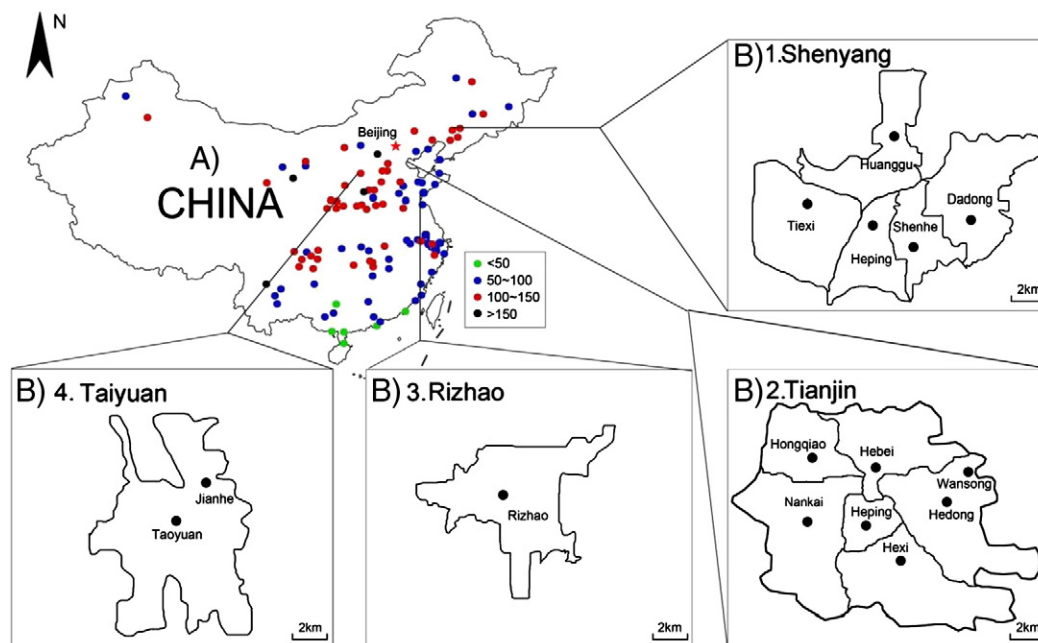 N
Beijing
A)
CHINA
<50
50~100
100~150
>150
B) 1.Shenyang
Huanggu
Dadong
Tiexi
Shenhe
Heping
2km
B) 4. Taiyuan
Jianhe
Taoyuan
2km
B) 3.Rizhao
Rizhao
2km
B) 2.Tianjin
Hongqiao
Hebei
Wansong
Nankai
Heping
Hedong
Hexi
2km